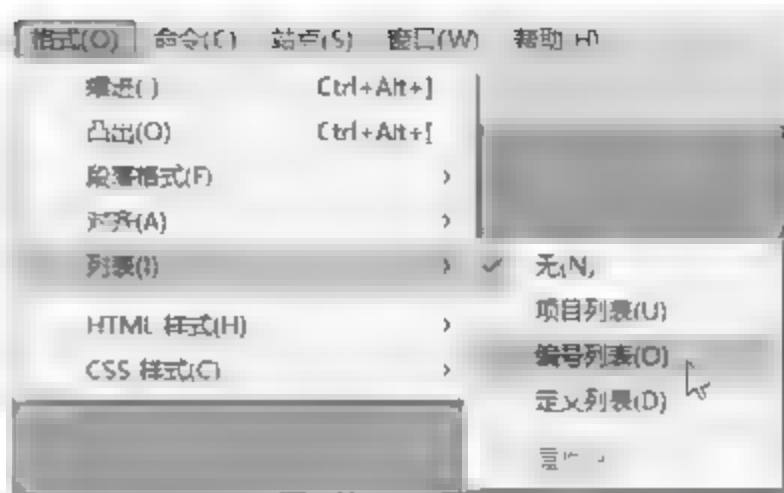 格式(O) 命令(C) 站点(S) 窗口(W) 帮助(H)
缩进( ) Ctrl+Alt+]
凸出(O) Ctrl+Alt+[
段落格式(F)
对齐(A)
列表(I)
无(N)
项目列表(U)
HTML 样式(H)
编号列表(O)
CSS 样式(C)
定义列表(D)